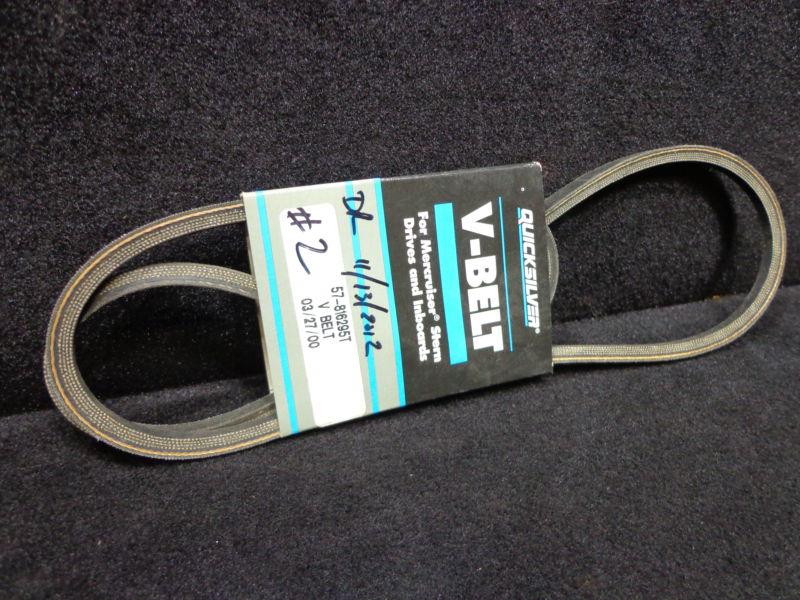 QUICKSILVER®
V-BELT
For Mercruiser® Stern
Drives and Inboards
11/13/2012
#2
57-816295T
V BELT
03/27/00